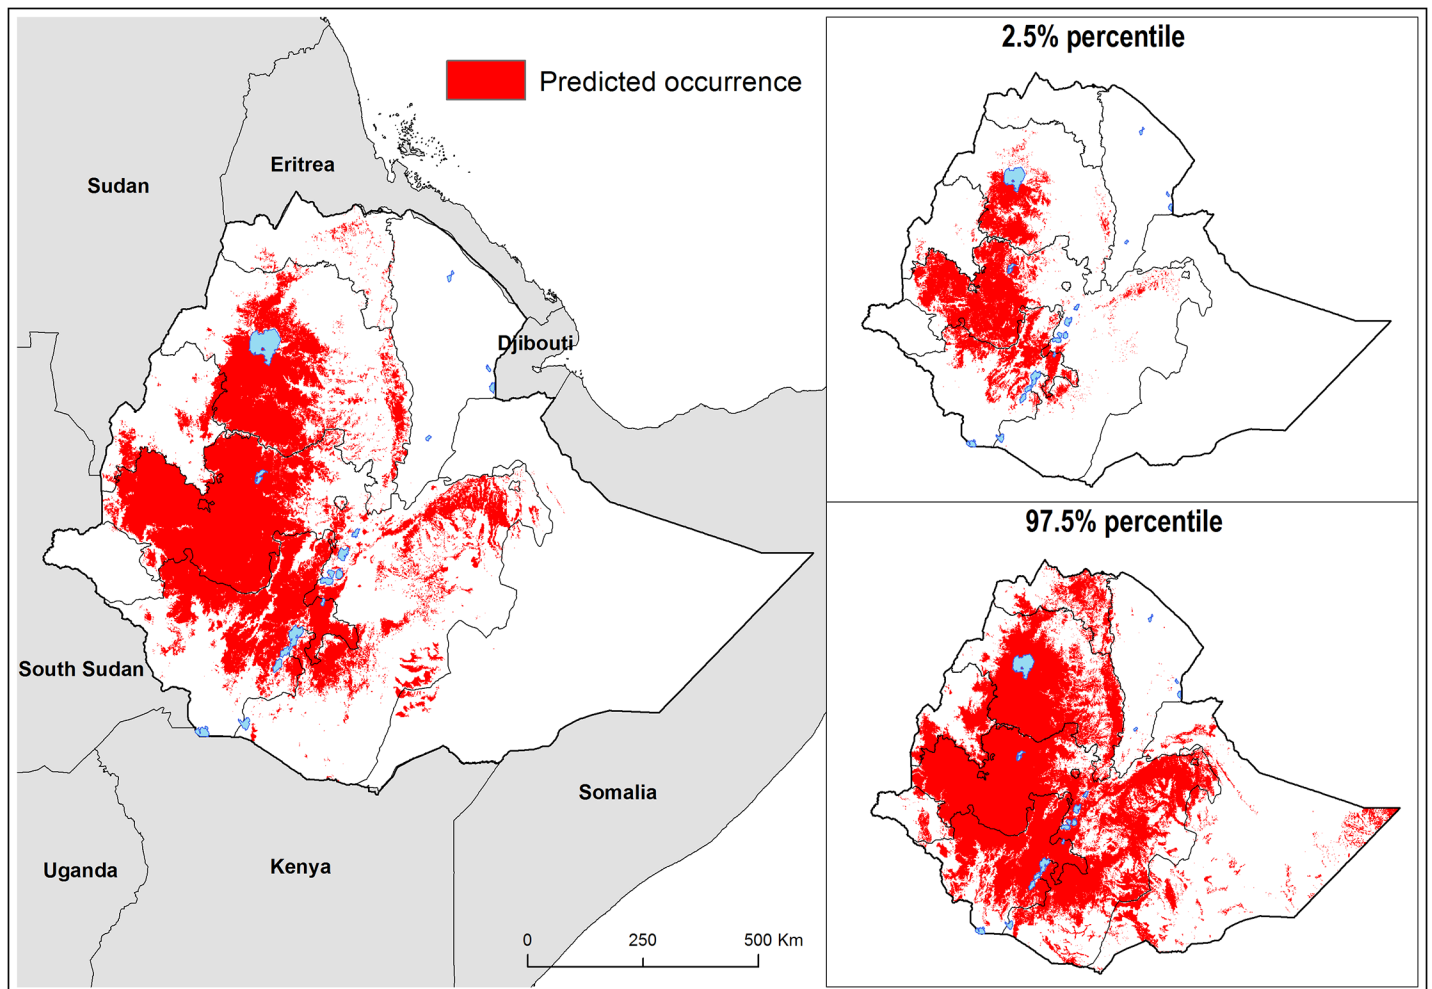 Predicted occurrence
Eritrea
Sudan
Djibouti
South Sudan
Somalia
Uganda
Kenya
0 250 500 Km
2.5% percentile
97.5% percentile